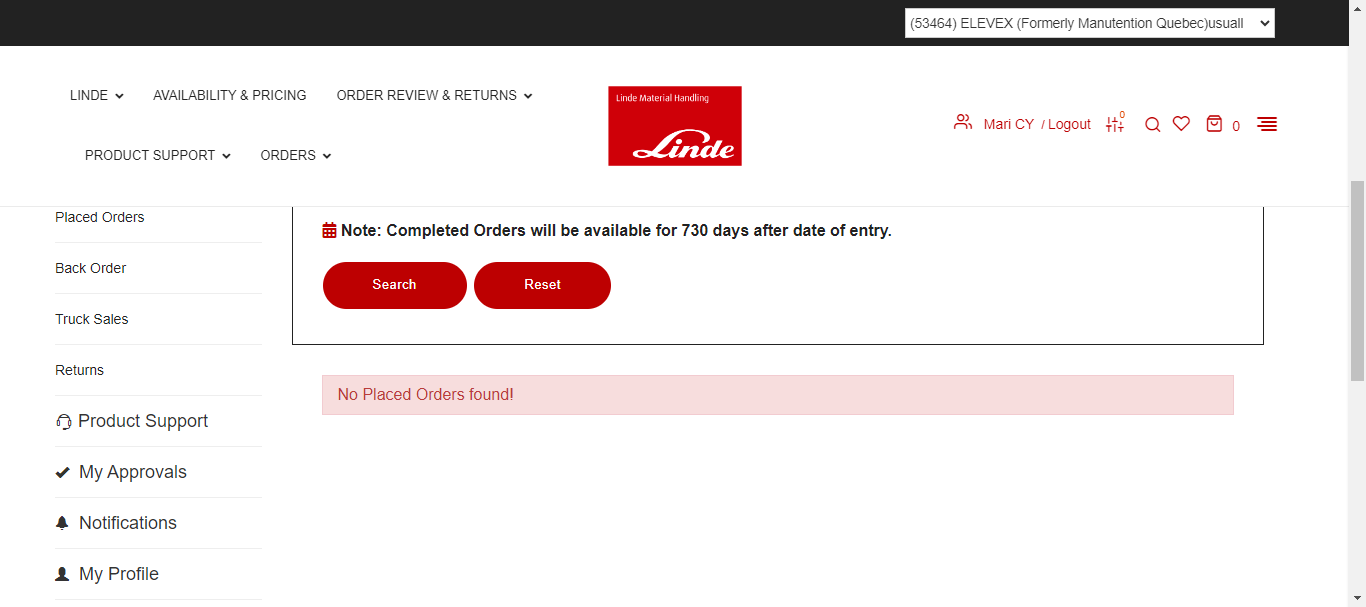 (53464) ELEVEX (Formerly Manutention Quebec)usuall
LINDE
AVAILABILITY & PRICING
ORDER REVIEW & RETURNS
PRODUCT SUPPORT
ORDERS
Linde Material Handling
Linde
Mari CY / Logout
0
0
Placed Orders
Back Order
Truck Sales
Returns
Product Support
My Approvals
Notifications
My Profile
Note: Completed Orders will be available for 730 days after date of entry.
Search
Reset
No Placed Orders found!